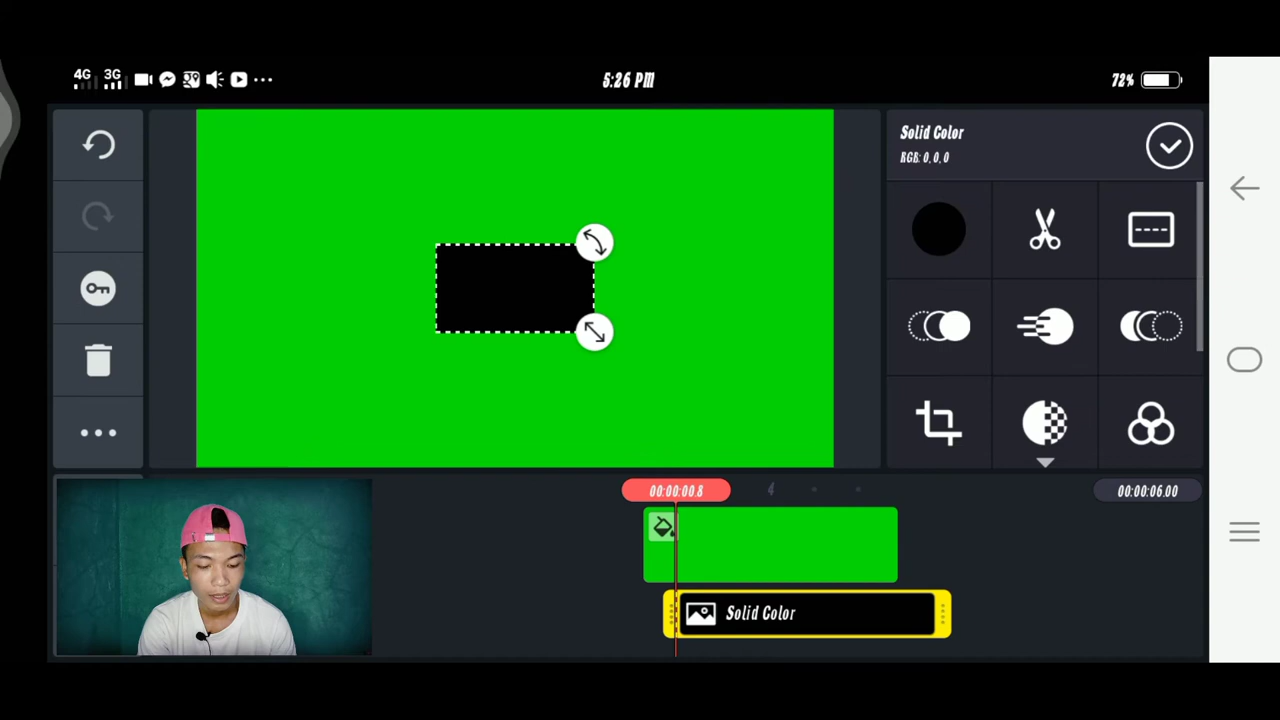 4G 3G
5:26 PM
72%
Solid Color
RGB: 0, 0, 0
00:00:00.8
4
00:00:06.00
Solid Color